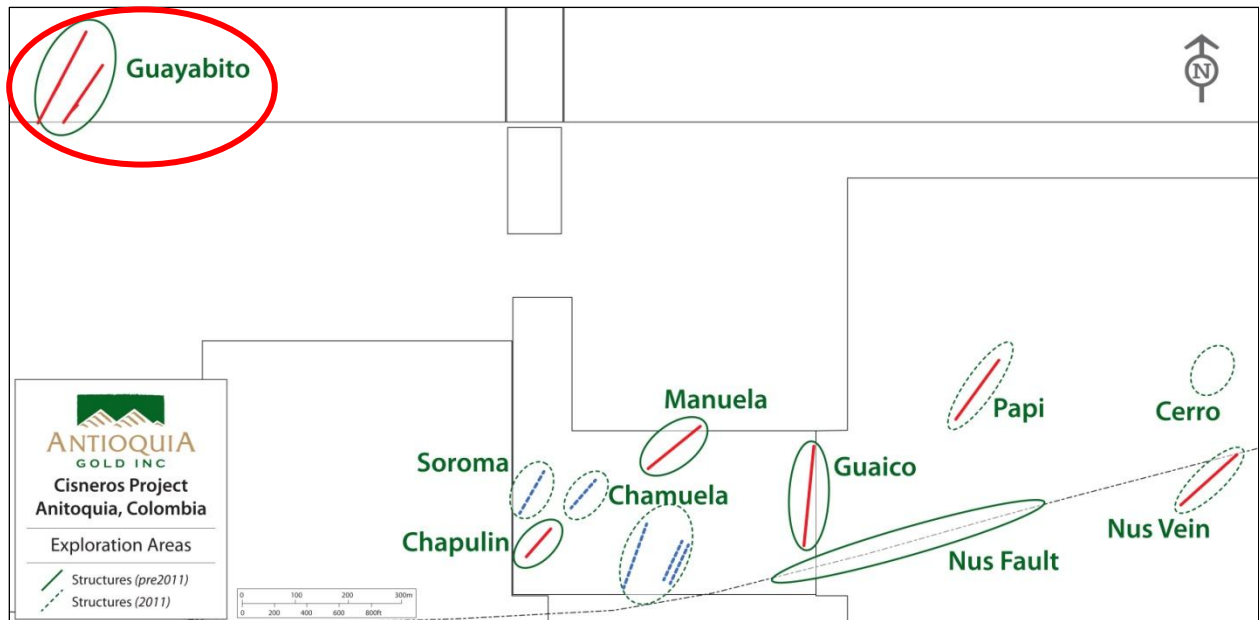 Guayabito
N
Manuela
Papi
Cerro
Soroma
Chamuela
Guaico
Chapulin
Nus Vein
Nus Fault
ANTIOQUIA
GOLD INC
Cisneros Project
Anitoquia, Colombia
Exploration Areas
Structures (pre2011)
Structures (2011)
0 100 200 300m
0 200 400 600 800ft